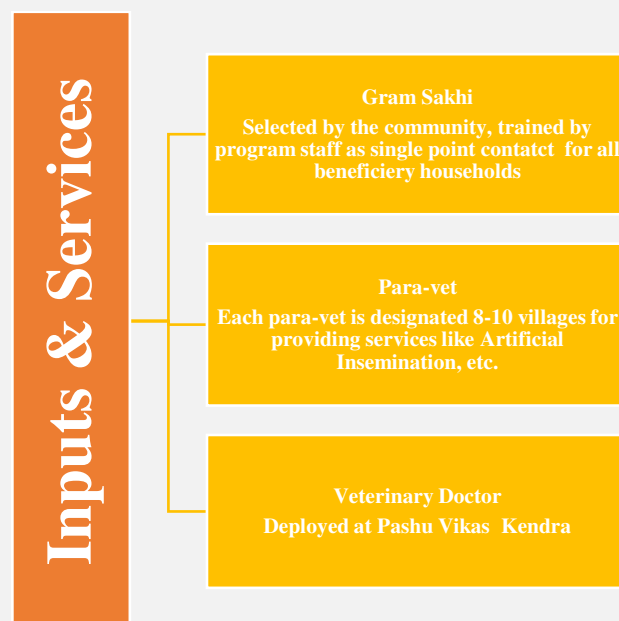 Inputs & Services
Gram Sakhi
Selected by the community, trained by
program staff as single point contatct for all
beneficiery households
Para-vet
Each para-vet is designated 8-10 villages for
providing services like Artificial
Insemination, etc.
Veterinary Doctor
Deployed at Pashu Vikas Kendra